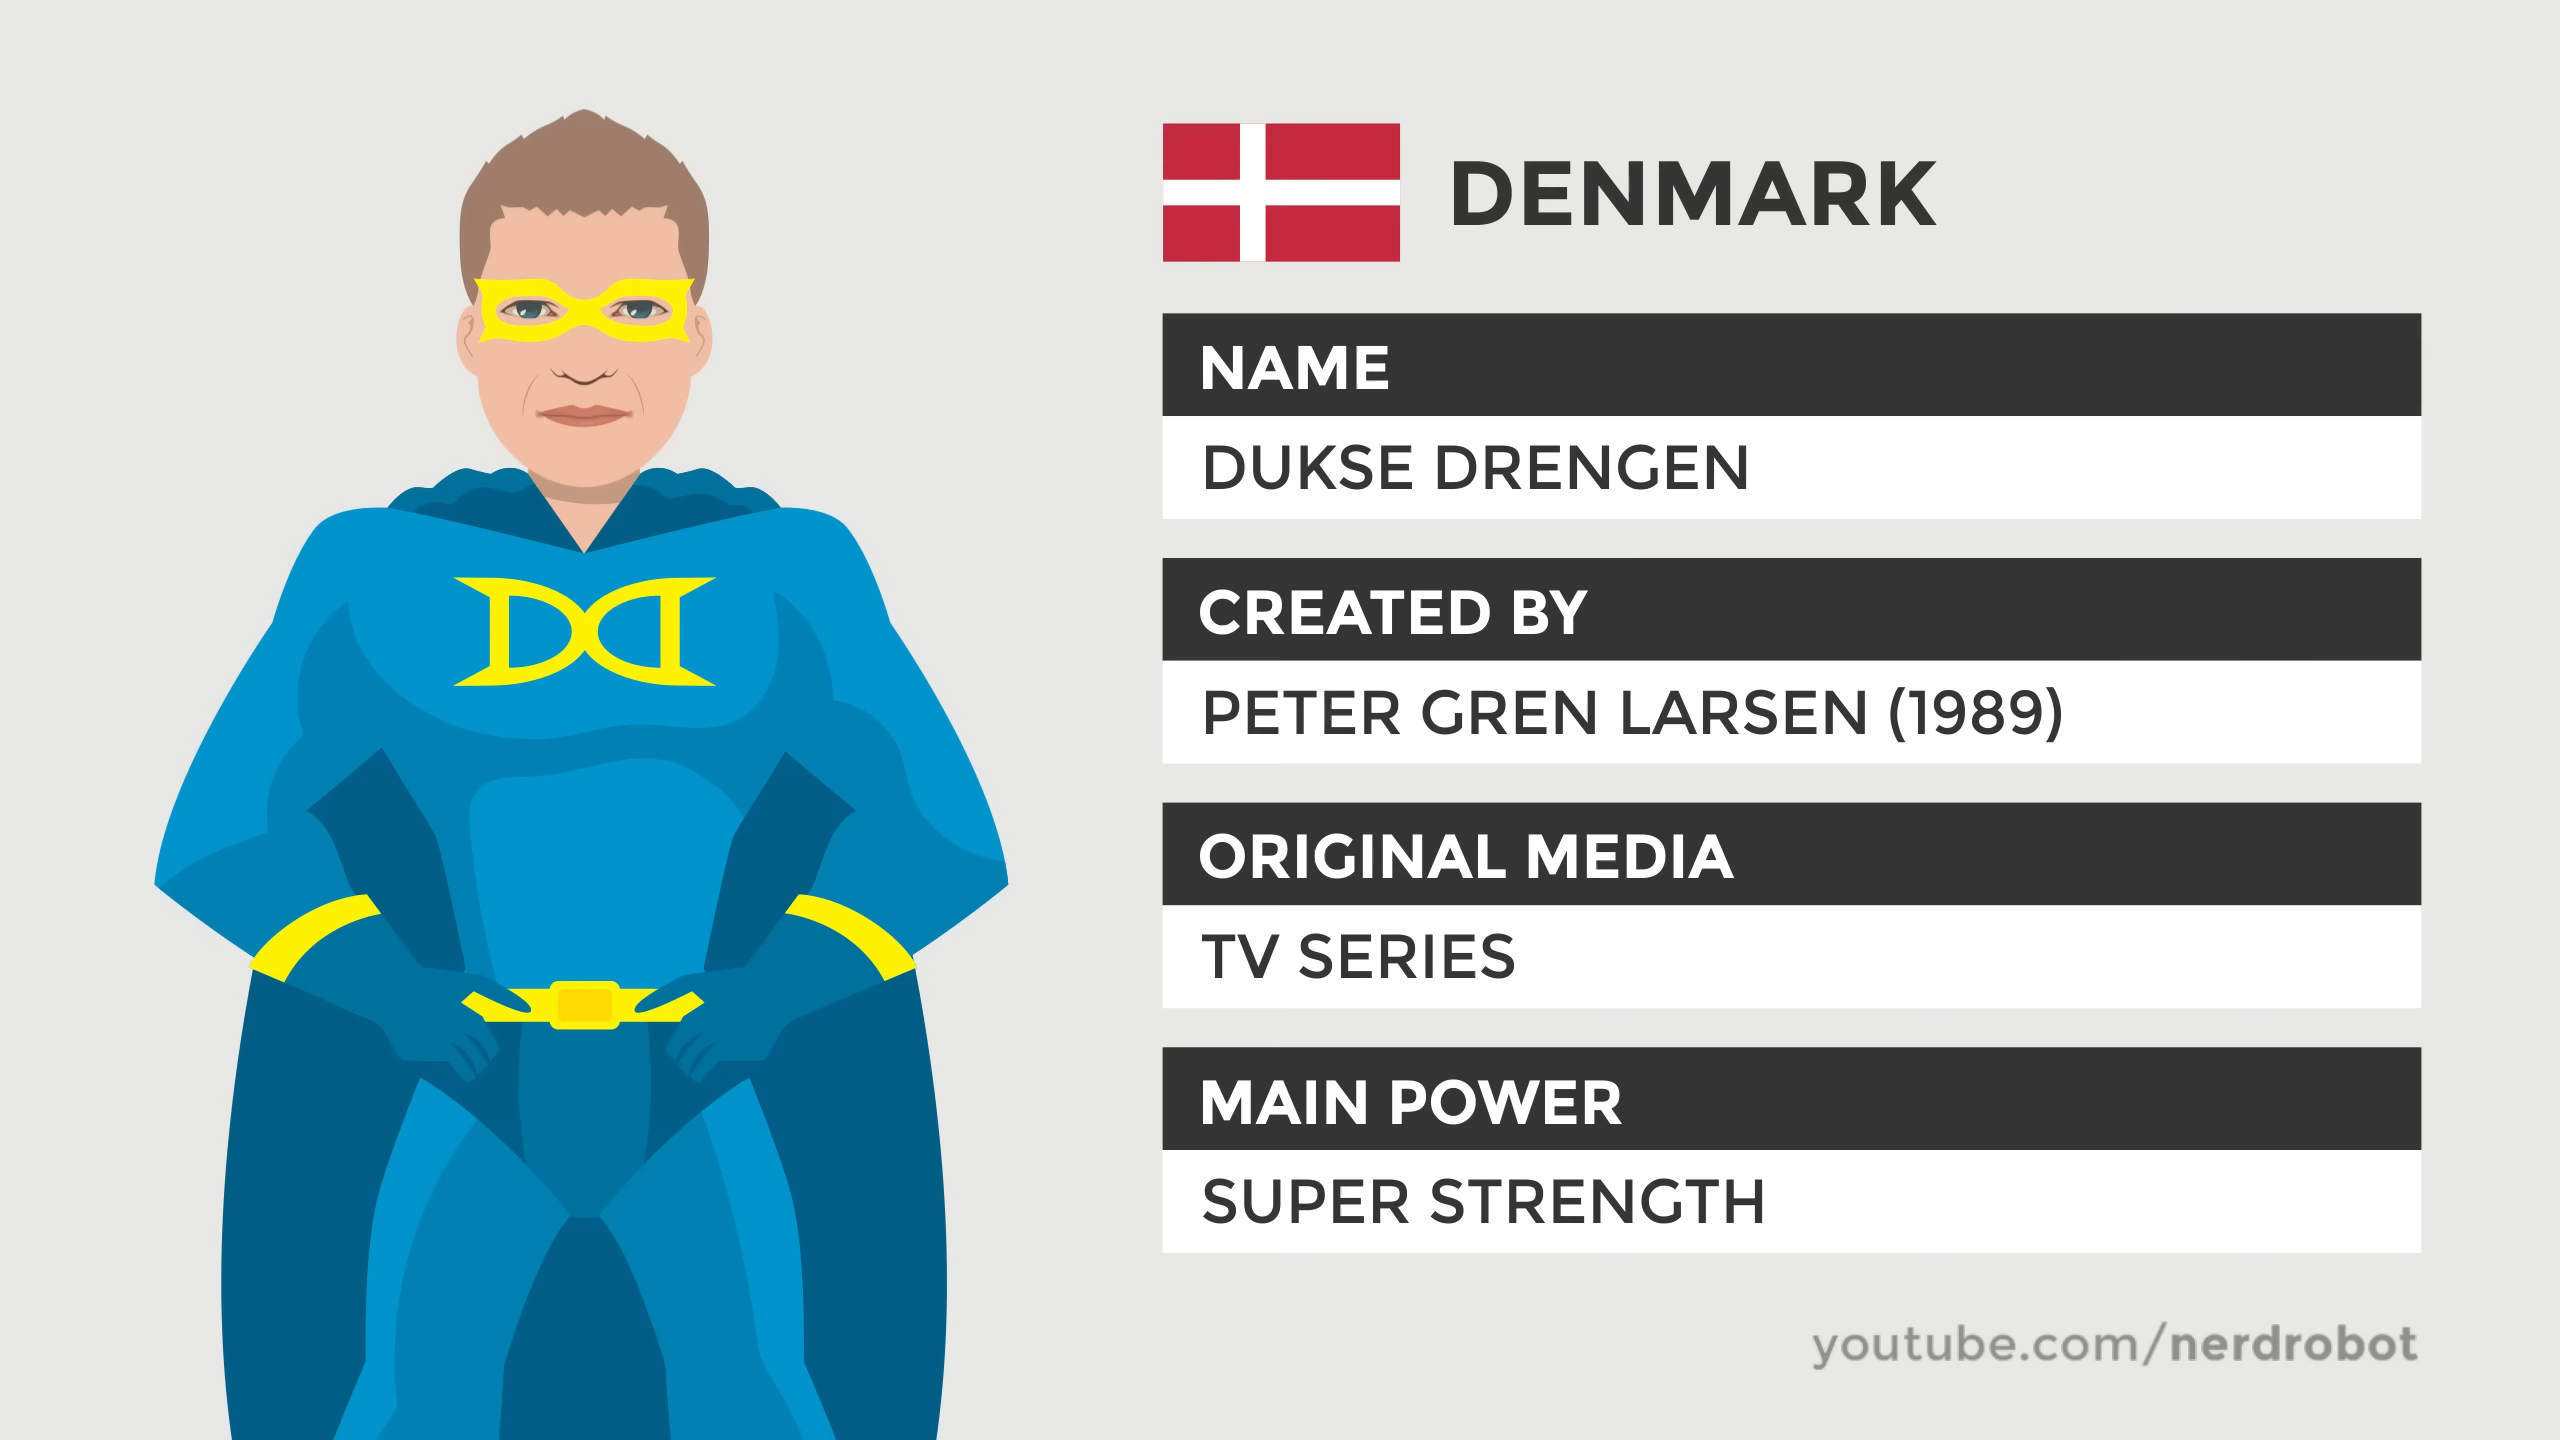 DENMARK
NAME
DUKSE DRENGEN
CREATED BY
PETER GREN LARSEN (1989)
ORIGINAL MEDIA
TV SERIES
MAIN POWER
SUPER STRENGTH
youtube.com/nerdrobot